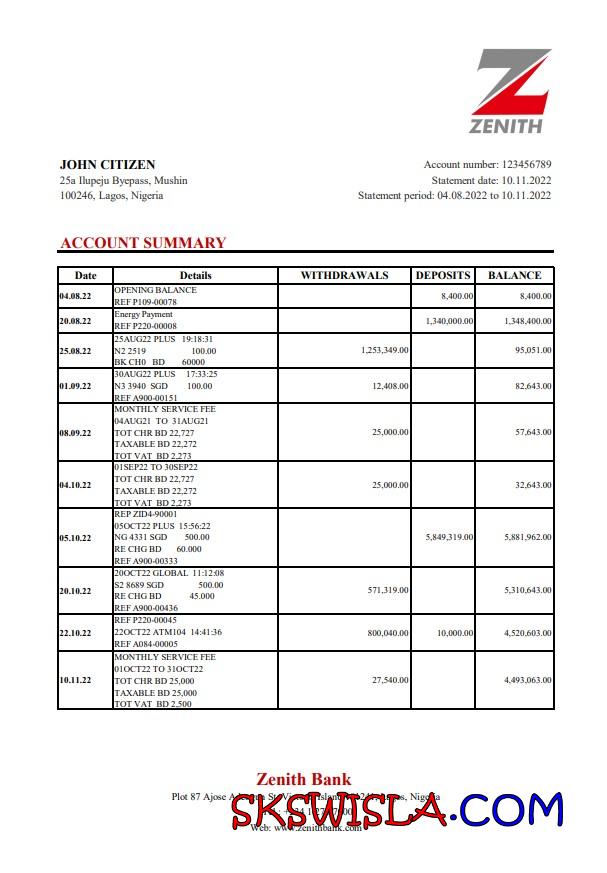 ZENITH
JOHN CITIZEN
25a Ilupeju Byepass, Mushin
100246, Lagos, Nigeria
Account number: 123456789
Statement date: 10.11.2022
Statement period: 04.08.2022 to 10.11.2022
ACCOUNT SUMMARY
Date Details WITHDRAWALS DEPOSITS BALANCE
04.08.22 OPENING BALANCE 8,400.00 8,400.00
REF P109-00078
20.08.22 Energy Payment 1,340,000.00 1,348,400.00
REF P220-00008
25.08.22 25AUG22 PLUS 19:18:31 1,253,349.00 95,051.00
N2 2519 100.00
BK CH0 BD 60000
01.09.22 30AUG22 PLUS 17:33:25 12,408.00 82,643.00
N3 3940 SGD 100.00
REF A900-00151
08.09.22 MONTHLY SERVICE FEE 25,000.00 57,643.00
04AUG21 TO 31AUG21
TOT CHR BD 22,727
TAXABLE BD 22,272
TOT VAT BD 2,273
04.10.22 01SEP22 TO 30SEP22 25,000.00 32,643.00
TOT CHR BD 22,727
TAXABLE BD 22,272
TOT VAT BD 2,273
05.10.22 REP ZID4-90001 5,849,319.00 5,881,962.00
05OCT22 PLUS 15:56:22
NG 4331 SGD 500.00
RE CHG BD 60.000
REF A900-00333
20.10.22 20OCT22 GLOBAL 11:12:08 571,319.00 5,310,643.00
S2 8689 SGD 500.00
RE CHG BD 45.000
REF A900-00436
22.10.22 REF P220-00045 800,040.00 10,000.00 4,520,603.00
22OCT22 ATM104 14:41:36
REF A084-00005
10.11.22 MONTHLY SERVICE FEE 27,540.00 4,493,063.00
01OCT22 TO 31OCT22
TOT CHR BD 25,000
TAXABLE BD 25,000
TOT VAT BD 2,500
Zenith Bank
Plot 87 Ajose Nigeria
SKSWISLA.COM
Web: www.zenithbank.com